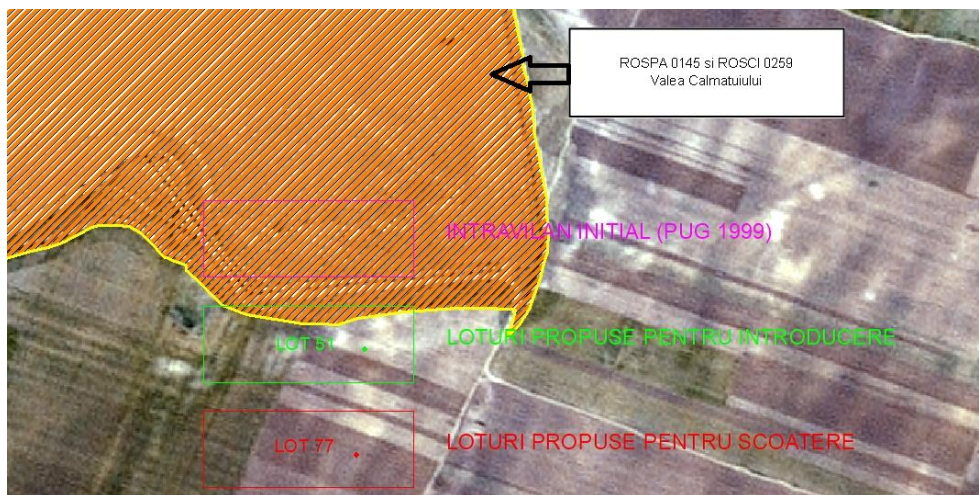 ROSPA 0145 si ROSCI 0259
Valea Calmatuiului
INTRAVILAN INITIAL (PUG 1999)
LOT 51
LOTURI PROPUSE PENTRU INTRODUCERE
LOT 77
LOTURI PROPUSE PENTRU SCOATERE